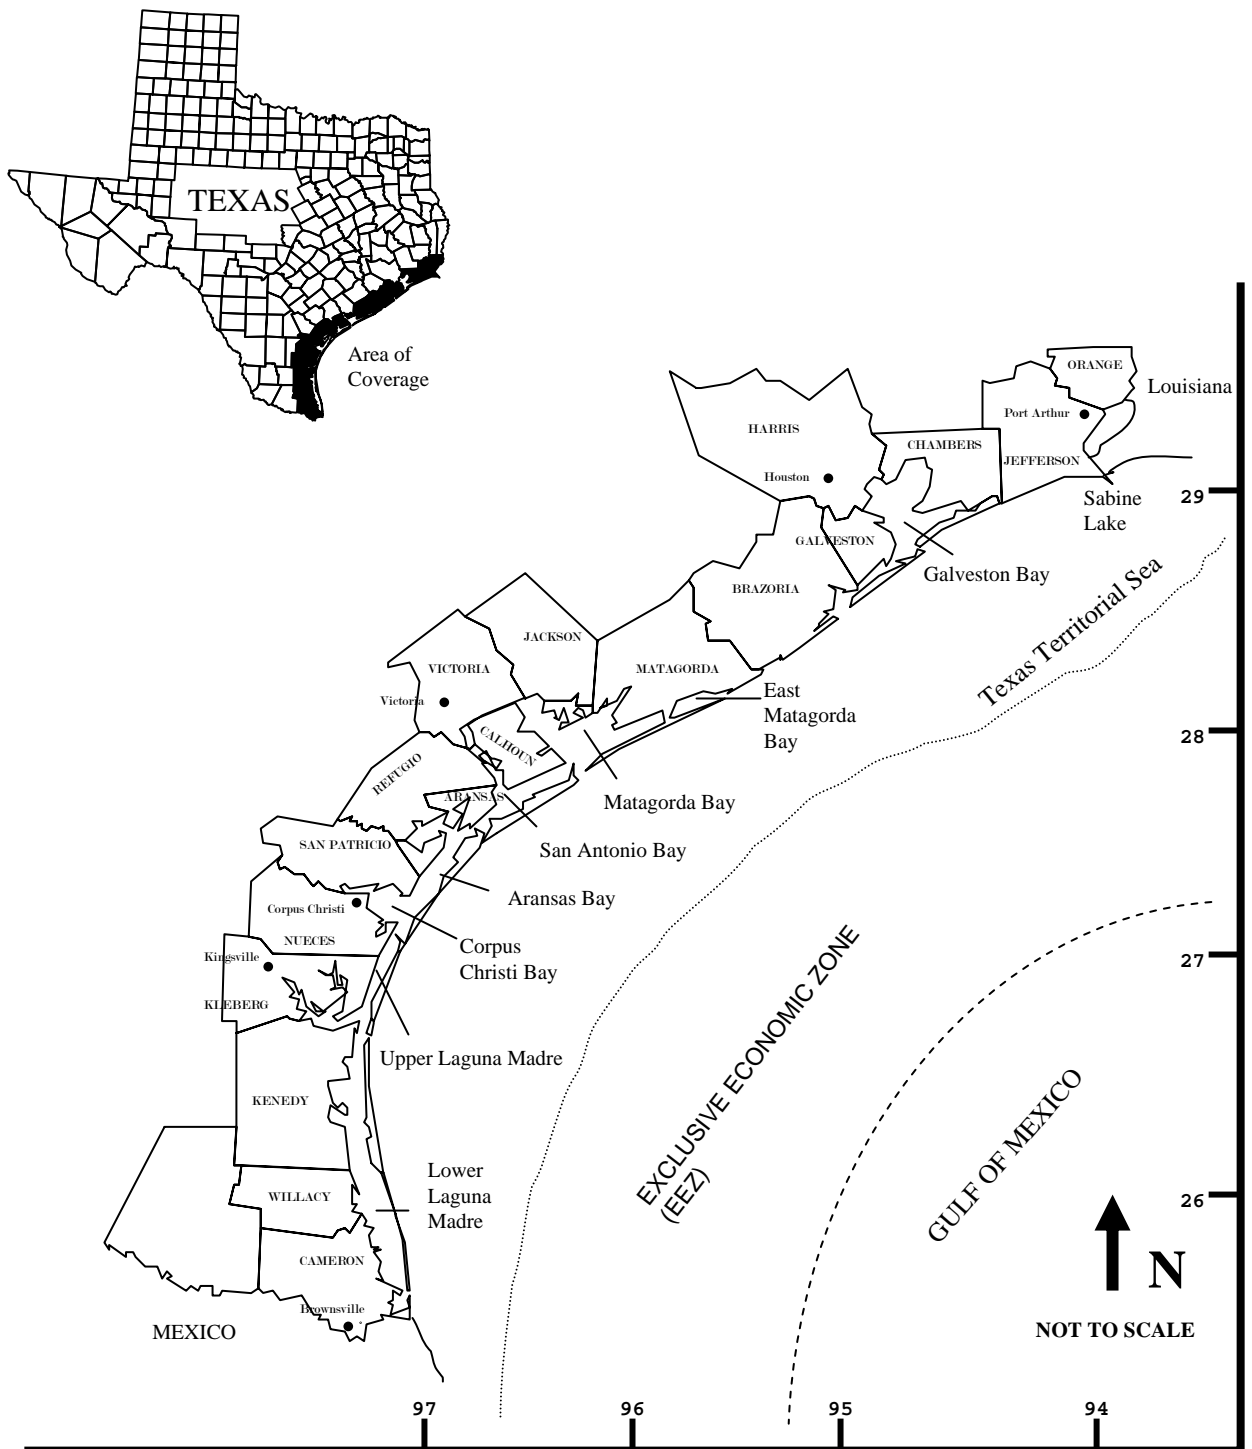 TEXAS
Area of
Coverage
ORANGE
Louisiana
Port Arthur
HARRIS
CHAMBERS
JEFFERSON
Houston
Sabine
Lake
29
GALVESTON
Galveston Bay
BRAZORIA
Texas Territorial Sea
JACKSON
VICTORIA
MATAGORDA
Victoria
East
Matagorda
Bay
28
CALHOUN
REFUGIO
ARANSAS
Matagorda Bay
SAN PATRICIO
San Antonio Bay
Aransas Bay
Corpus Christi
NUECES
Corpus
Christi Bay
Kingsville
27
KLEBERG
EXCLUSIVE ECONOMIC ZONE
(EEZ)
Upper Laguna Madre
KENEDY
GULF OF MEXICO
Lower
Laguna
Madre
WILLACY
26
CAMERON
N
Brownsville
MEXICO
NOT TO SCALE
97
96
95
94